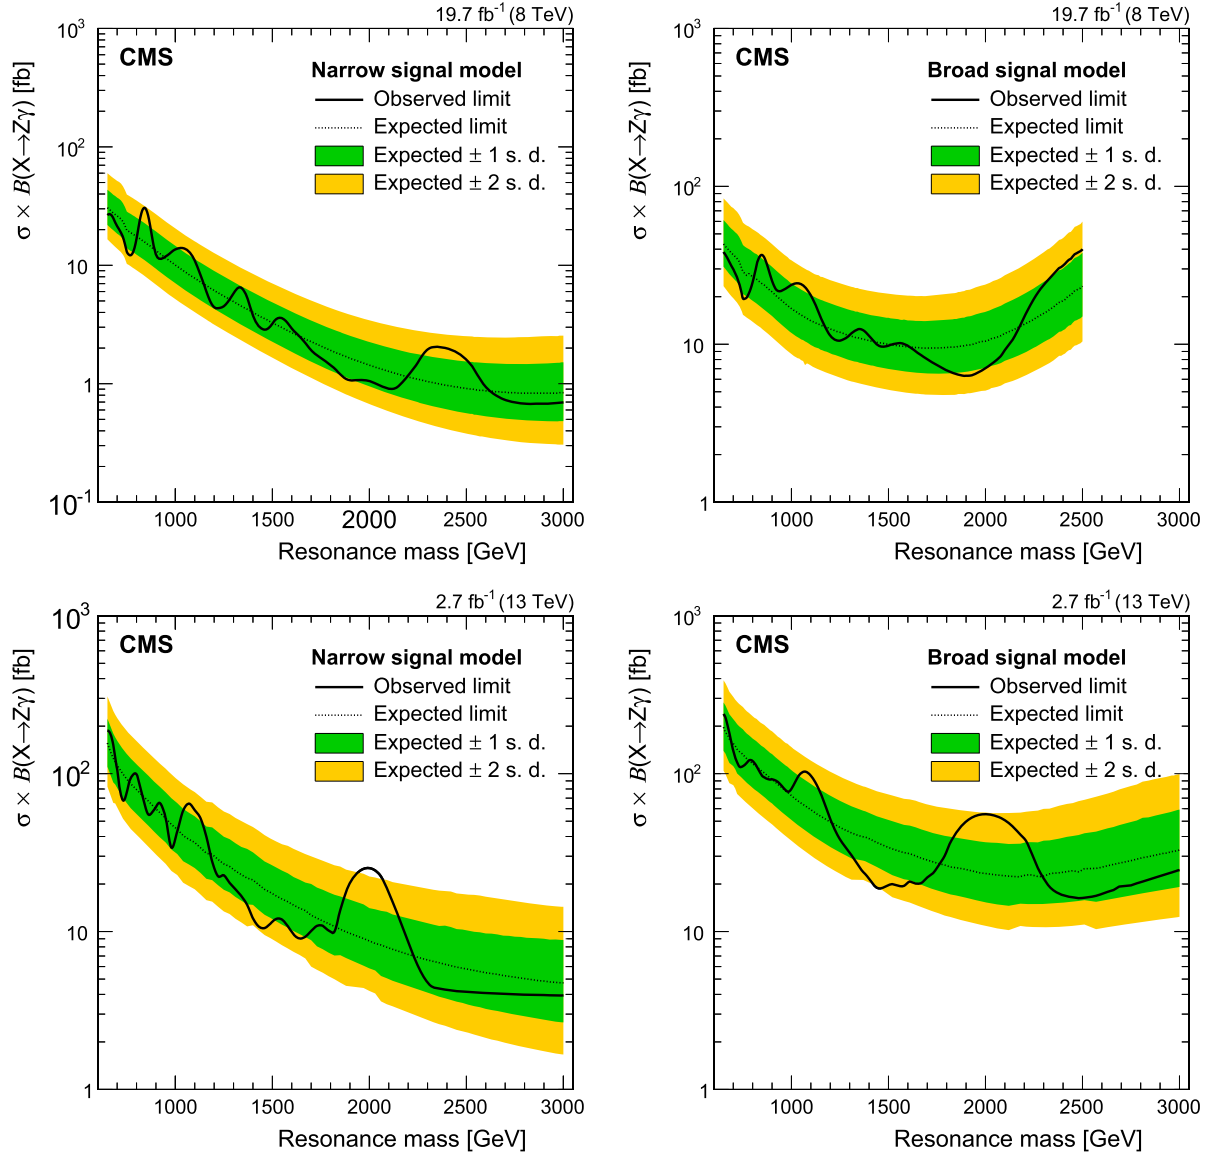 19.7 fb⁻¹ (8 TeV)
CMS
Narrow signal model
Observed limit
Expected limit
Expected ± 1 s. d.
Expected ± 2 s. d.
σ × B(X→Zγ) [fb]
10³
10²
10
1
10⁻¹
1000 1500 2000 2500 3000
Resonance mass [GeV]
19.7 fb⁻¹ (8 TeV)
CMS
Broad signal model
Observed limit
Expected limit
Expected ± 1 s. d.
Expected ± 2 s. d.
σ × B(X→Zγ) [fb]
10³
10²
10
1
1000 1500 2000 2500 3000
Resonance mass [GeV]
2.7 fb⁻¹ (13 TeV)
CMS
Narrow signal model
Observed limit
Expected limit
Expected ± 1 s. d.
Expected ± 2 s. d.
σ × B(X→Zγ) [fb]
10³
10²
10
1
1000 1500 2000 2500 3000
Resonance mass [GeV]
2.7 fb⁻¹ (13 TeV)
CMS
Broad signal model
Observed limit
Expected limit
Expected ± 1 s. d.
Expected ± 2 s. d.
σ × B(X→Zγ) [fb]
10³
10²
10
1
1000 1500 2000 2500 3000
Resonance mass [GeV]